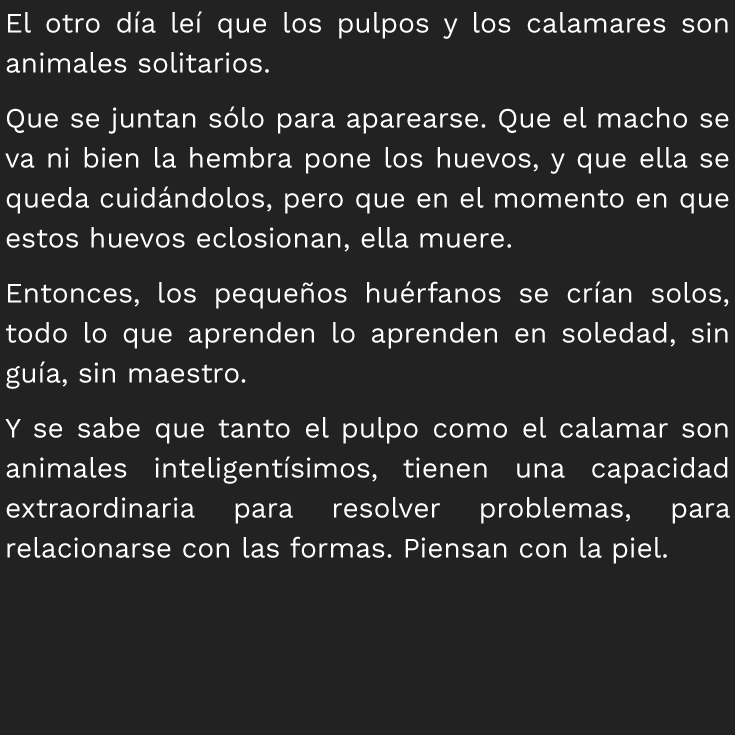 El otro día leí que los pulpos y los calamares son
animales solitarios.
Que se juntan sólo para aparearse. Que el macho se
va ni bien la hembra pone los huevos, y que ella se
queda cuidándolos, pero que en el momento en que
estos huevos eclosionan, ella muere.
Entonces, los pequeños huérfanos se crían solos,
todo lo que aprenden lo aprenden en soledad, sin
guía, sin maestro.
Y se sabe que tanto el pulpo como el calamar son
animales inteligentísimos, tienen una capacidad
extraordinaria para resolver problemas, para
relacionarse con las formas. Piensan con la piel.